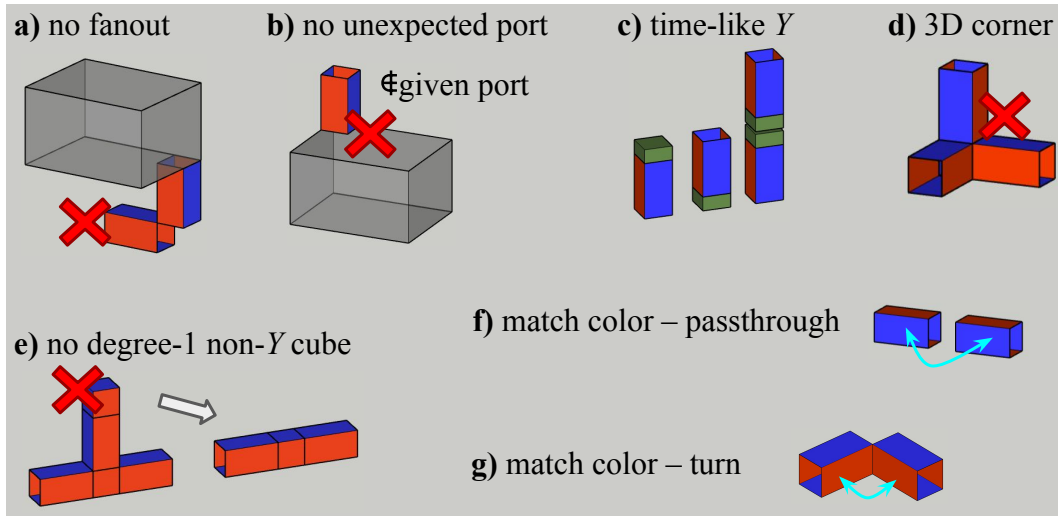 a) no fanout
b) no unexpected port
c) time-like Y
d) 3D corner
∉given port
e) no degree-1 non-Y cube
f) match color – passthrough
g) match color – turn